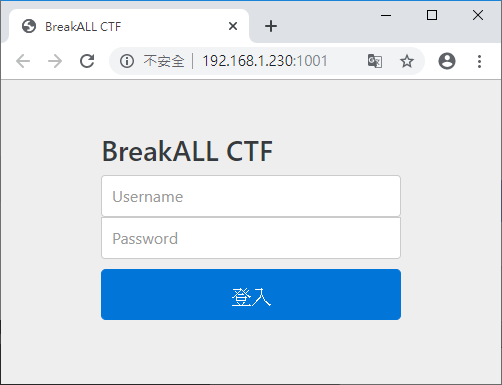 BreakALL CTF
不安全 192.168.1.230:1001
BreakALL CTF
Username
Password
登入